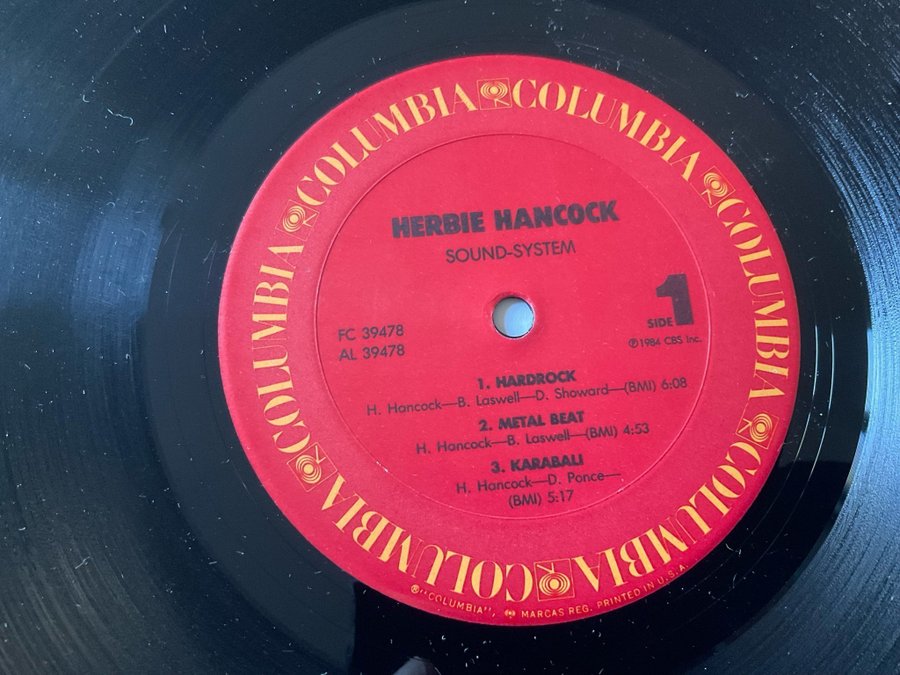 COLUMBIA COLUMBIA COLUMBIA COLUMBIA COLUMBIA COLUMBIA
HERBIE HANCOCK
SOUND-SYSTEM
SIDE 1
FC 39478
AL 39478
℗1984 CBS Inc.
1. HARDROCK
H. Hancock—B. Laswell—D. Showard—(BMI) 6:08
2. METAL BEAT
H. Hancock—B. Laswell—(BMI) 4:53
3. KARABALI
H. Hancock—D. Ponce—
(BMI) 5:17
®"COLUMBIA", MARCAS REG. PRINTED IN U.S.A.